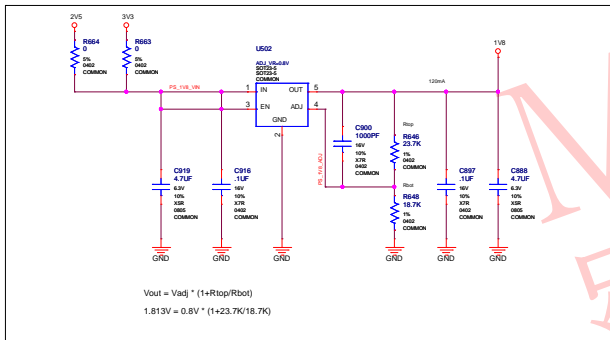 2V5
3V3
R664
0
5%
0402
COMMON
R663
0
5%
0402
COMMON
U502
ADJ_VR=0.8V
SOT23-5
SOT23-5
COMMON
1V8
PS_1V8_VIN
1
IN
OUT
5
120mA
3
EN
ADJ
4
GND
2
PS_1V8_ADJ
C900
1000PF
16V
10%
X7R
0402
COMMON
Rtop
R646
23.7K
1%
0402
COMMON
Rbot
R648
18.7K
1%
0402
COMMON
C919
4.7UF
6.3V
10%
X5R
0805
COMMON
C916
.1UF
16V
10%
X7R
0402
COMMON
C897
.1UF
16V
10%
X7R
0402
COMMON
C888
4.7UF
6.3V
10%
X5R
0805
COMMON
GND
GND
GND
GND
GND
GND
Vout = Vadj * (1+Rtop/Rbot)
1.813V = 0.8V * (1+23.7K/18.7K)